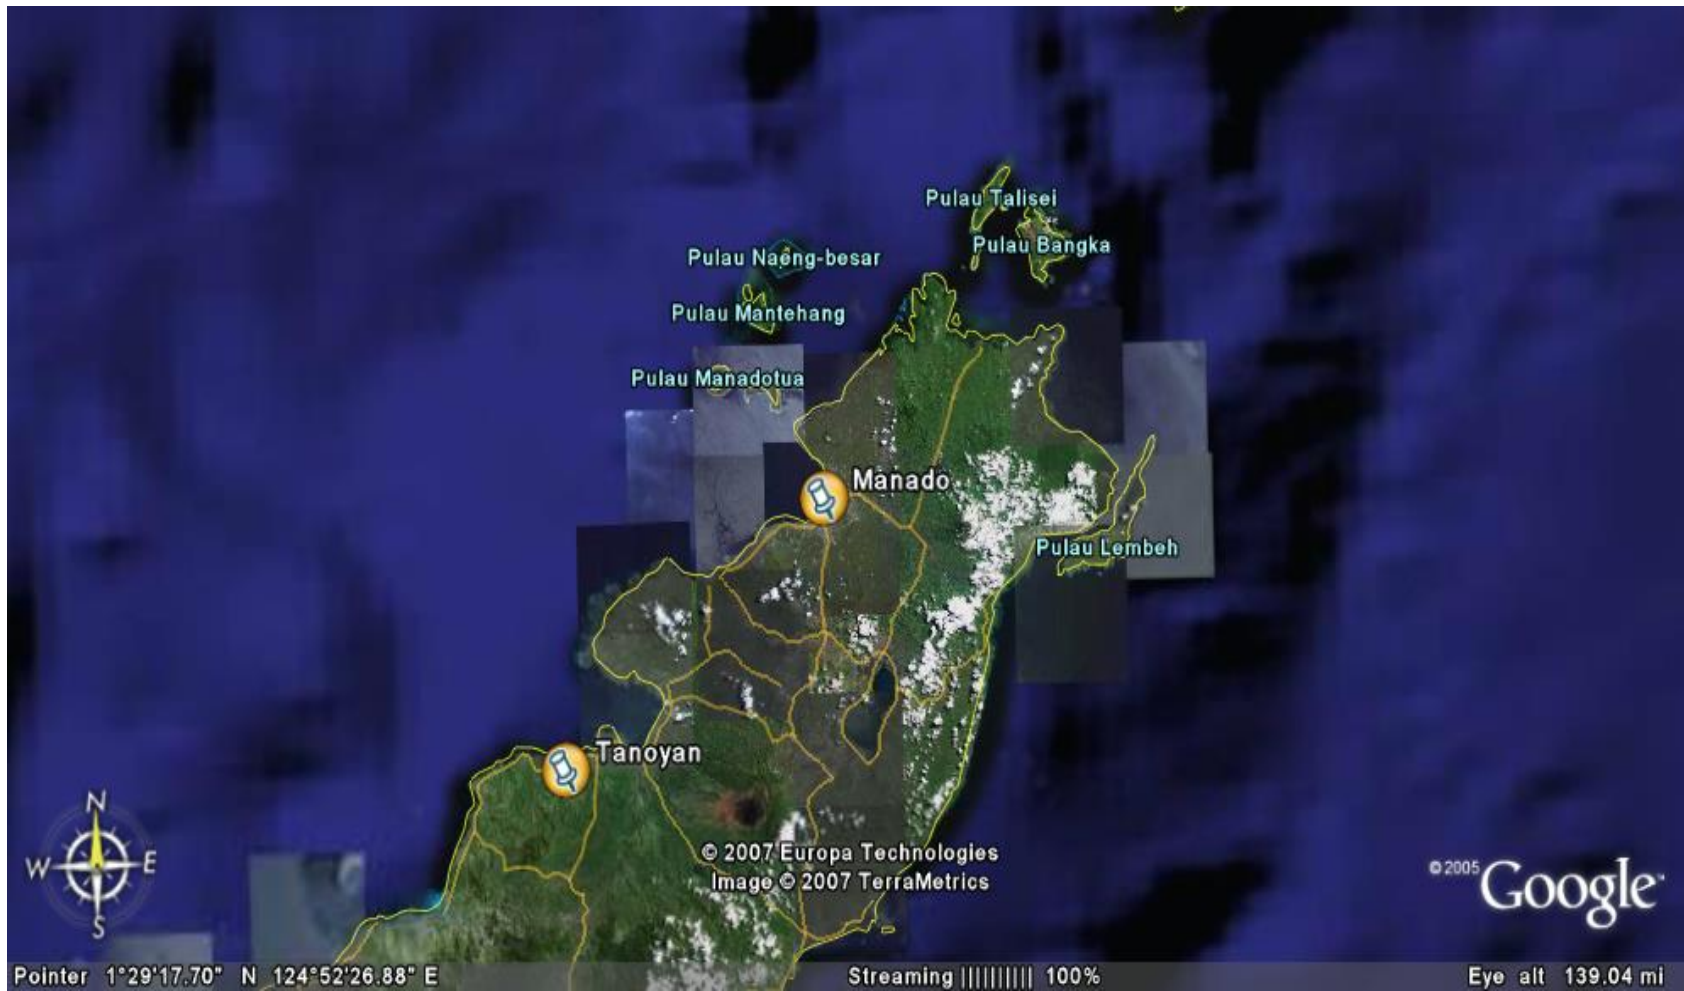 Pulau Talisei
Pulau Bangka
Pulau Naeng-besar
Pulau Mantehang
Pulau Manadotua
Manado
Pulau Lembeh
Tanoyan
N
W E
S
© 2007 Europa Technologies
Image © 2007 TerraMetrics
©2005 Google™
Pointer 1°29'17.70" N 124°52'26.88" E Streaming |||||||||| 100% Eye alt 139.04 mi